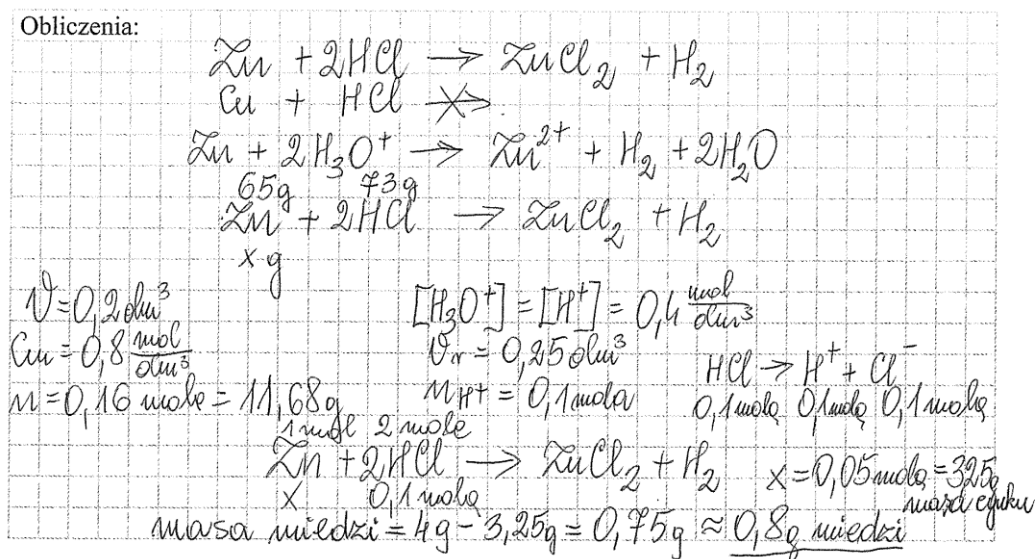 Obliczenia:
Zn + 2HCl → ZnCl₂ + H₂
Cu + HCl ↛
Zn + 2H₃O⁺ → Zn²⁺ + H₂ + 2H₂O
65g 73g
Zn + 2HCl → ZnCl₂ + H₂
x g
V = 0,2 dm³ [H₃O⁺] = [H⁺] = 0,4 mol/dm³
Cm = 0,8 mol/dm³ Vr = 0,25 dm³ HCl → H⁺ + Cl⁻
n = 0,16 mola = 11,68g nH⁺ = 0,1 mola 0,1 mola 0,1 mola 0,1 mola
1 mol 2 mole
Zn + 2HCl → ZnCl₂ + H₂ x = 0,05 mola = 3,25g
x 0,1 mola masa cynku
masa miedzi = 4g - 3,25g = 0,75g ≈ 0,8g miedzi